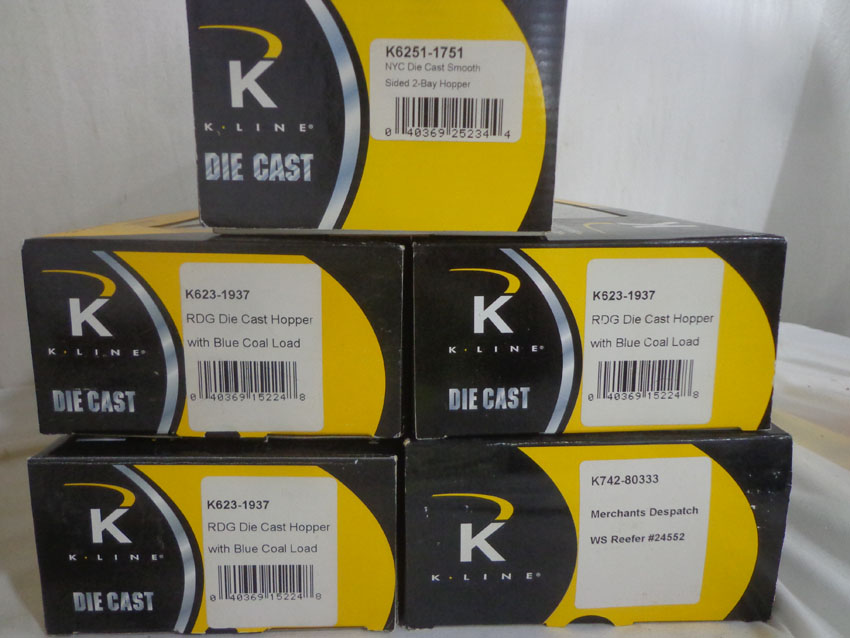 K
K·LINE®
DIE CAST
K6251-1751
NYC Die Cast Smooth
Sided 2-Bay Hopper
0 40369 25234 4
K
K·LINE®
DIE CAST
K623-1937
RDG Die Cast Hopper
with Blue Coal Load
0 40369 15224 8
K
K
K·LINE®
DIE CAST
K623-1937
RDG Die Cast Hopper
with Blue Coal Load
0 40369 15224 8
K
K·LINE®
DIE CAST
K623-1937
RDG Die Cast Hopper
with Blue Coal Load
0 40369 15224 8
K
K·LINE®
K742-80333
Merchants Despatch
WS Reefer #24552